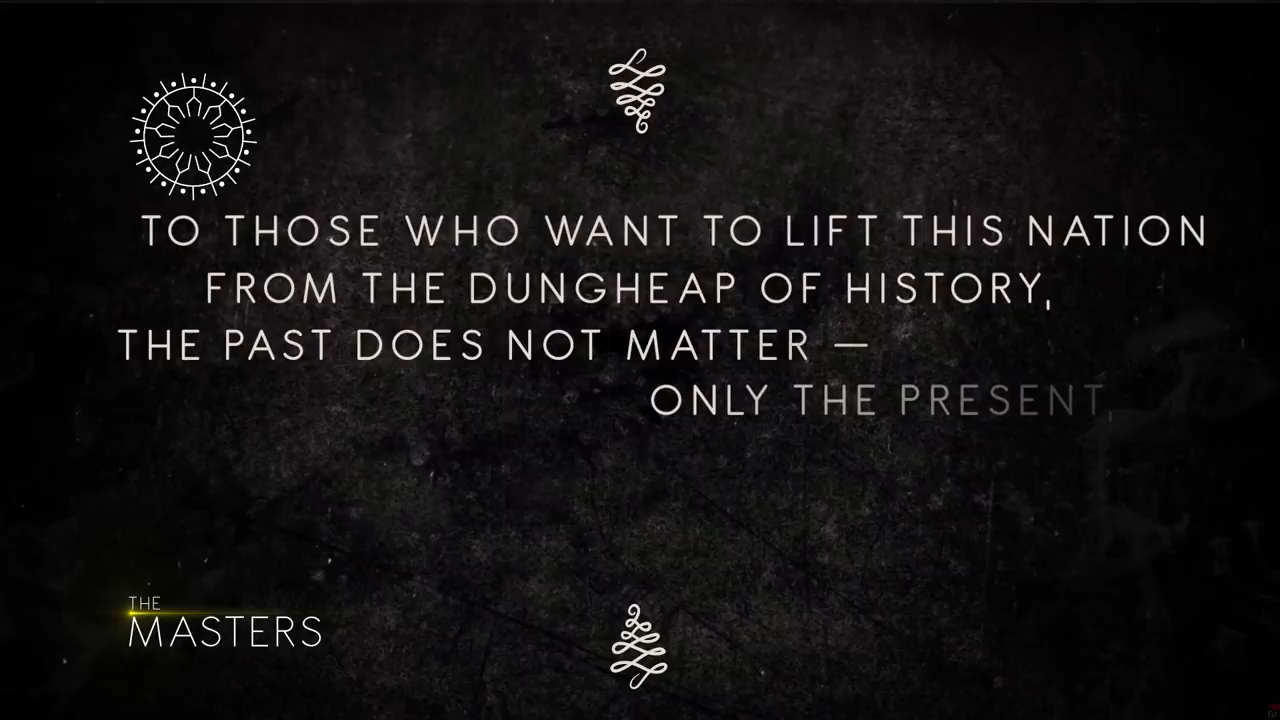 TO THOSE WHO WANT TO LIFT THIS NATION
FROM THE DUNGHEAP OF HISTORY,
THE PAST DOES NOT MATTER —
ONLY THE PRESENT,
THE
MASTERS